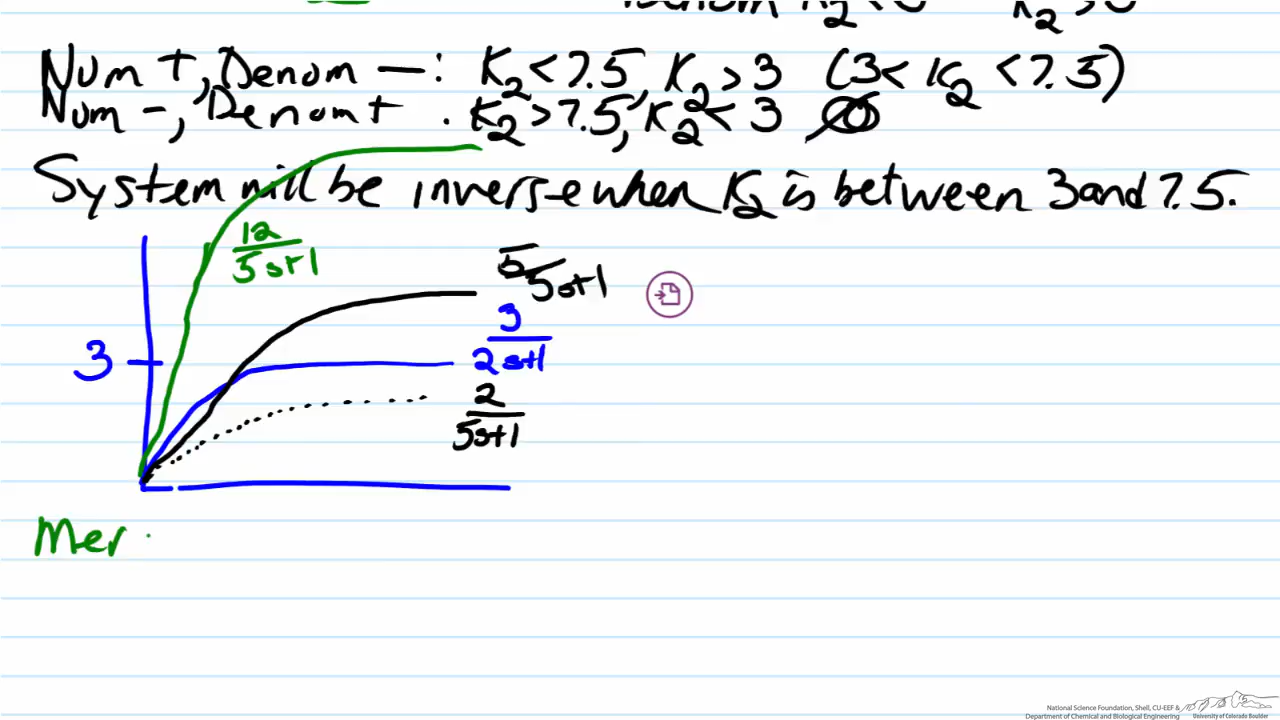 Num +, Denom —: K₂ < 7.5, K₂ > 3 (3 < K₂ < 7.5)
Num -, Denom + : K₂ > 7.5, K₂ < 3 Ø
System will be inverse when K₂ is between 3 and 7.5.
12
5s+1
5
5s+1
3
3
2s+1
2
5s+1
Mer
National Science Foundation, Shell, CU-EEF &
Department of Chemical and Biological Engineering
University of Colorado Boulder